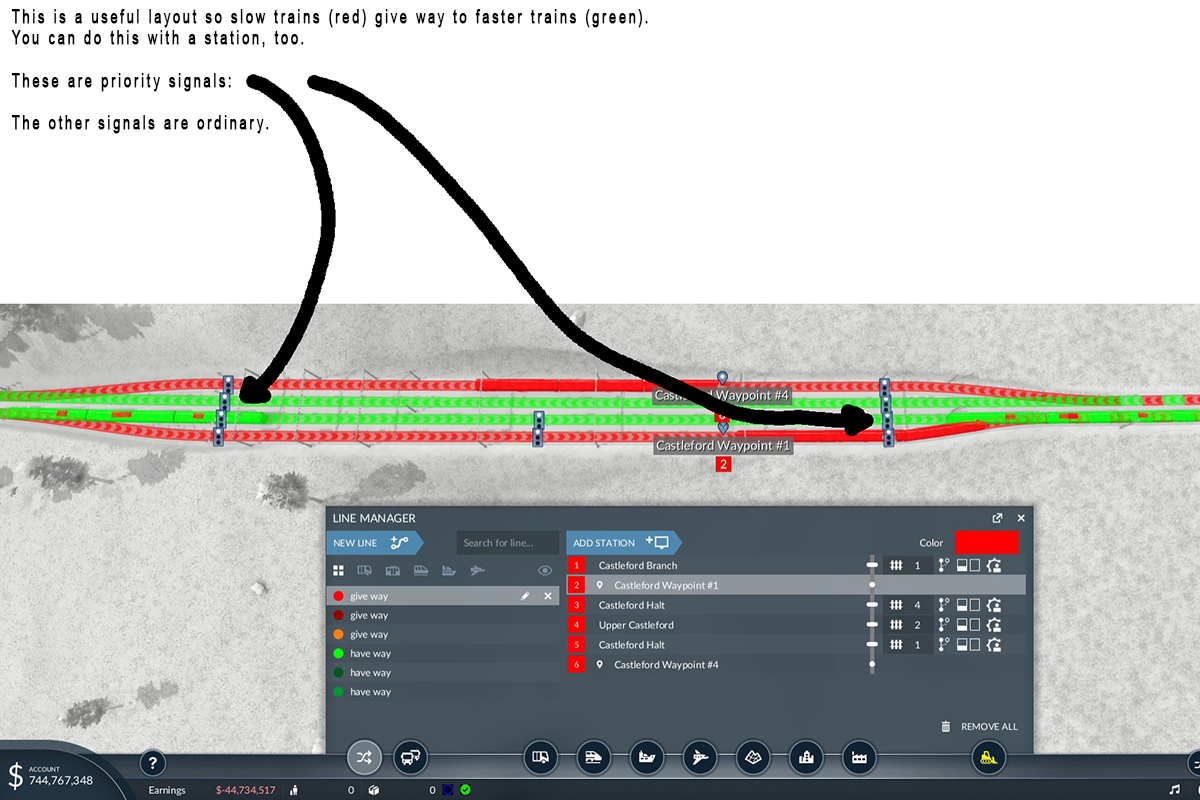 This is a useful layout so slow trains (red) give way to faster trains (green).
You can do this with a station, too.
These are priority signals:
The other signals are ordinary.
Waypoint #4
Castleford Waypoint #1
2
LINE MANAGER
NEW LINE
Search for line...
ADD STATION
Color
give way
give way
give way
have way
have way
have way
1 Castleford Branch 1
2 Castleford Waypoint #1
3 Castleford Halt 4
4 Upper Castleford 2
5 Castleford Halt 1
6 Castleford Waypoint #4
REMOVE ALL
$ ACCOUNT
744,767,348
?
Earnings $-44,734,517 0 0